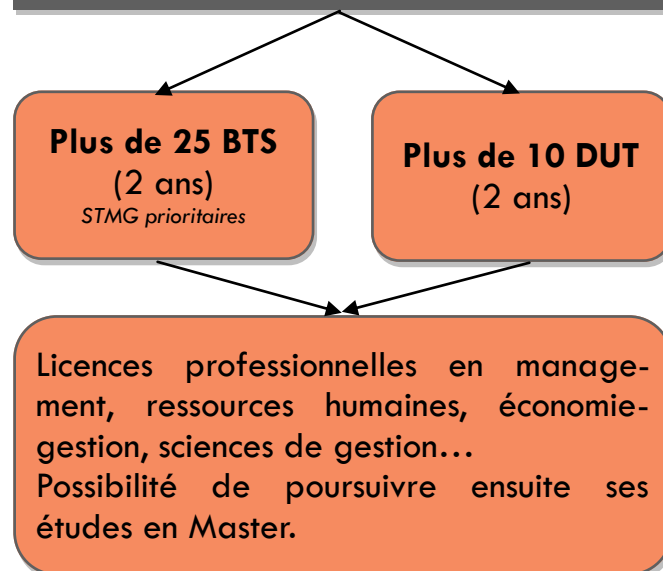 Plus de 25 BTS
(2 ans)
STMG prioritaires
Plus de 10 DUT
(2 ans)
Licences professionnelles en manage-
ment, ressources humaines, économie-
gestion, sciences de gestion…
Possibilité de poursuivre ensuite ses
études en Master.